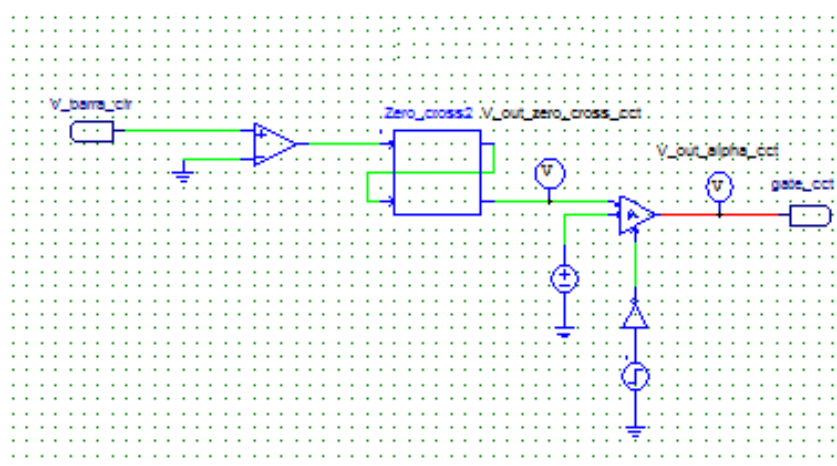 V_barra_ctr
Zero_cross2
V_out_zero_cross_cct
V_out_alpha_cct
gate_cct
V
V